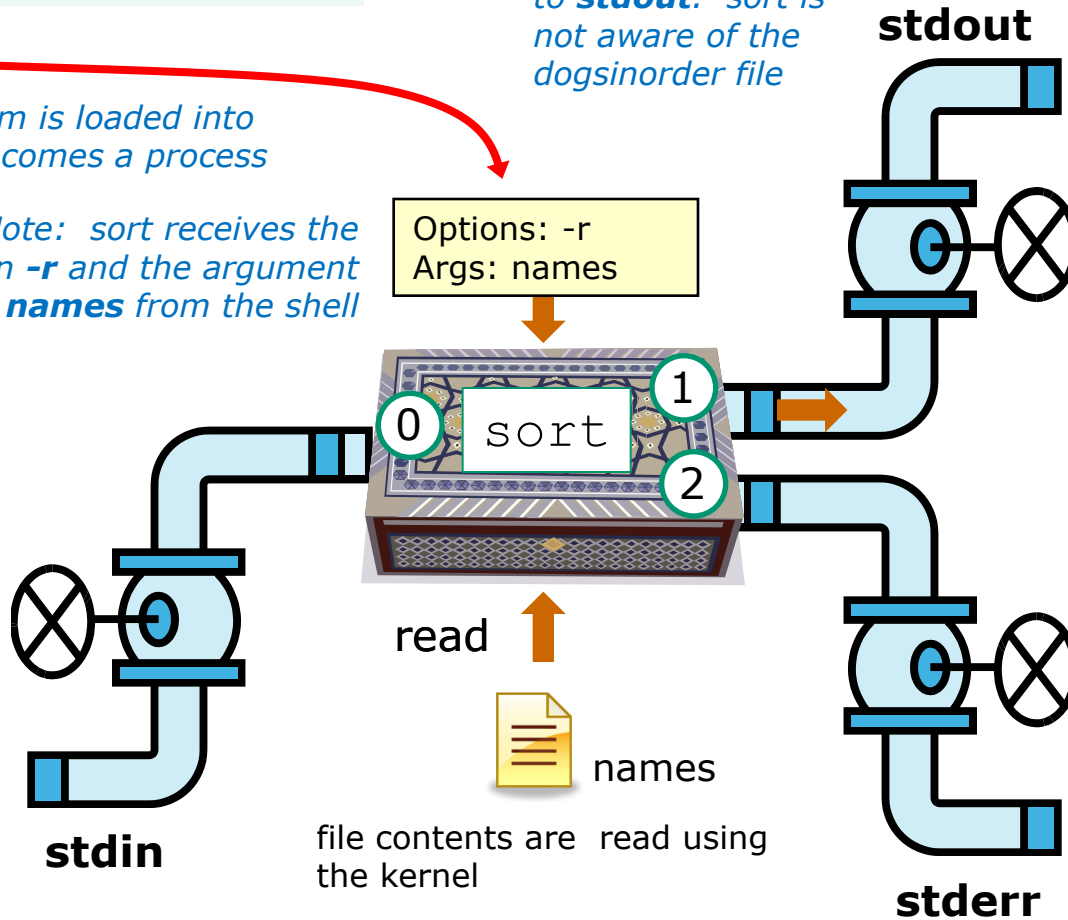 to stdout: sort is
not aware of the
dogsinorder file
stdout
m is loaded into
comes a process
Note: sort receives the
n -r and the argument
names from the shell
Options: -r
Args: names
0
1
sort
2
read
names
stdin
file contents are  read using
the kernel
stderr